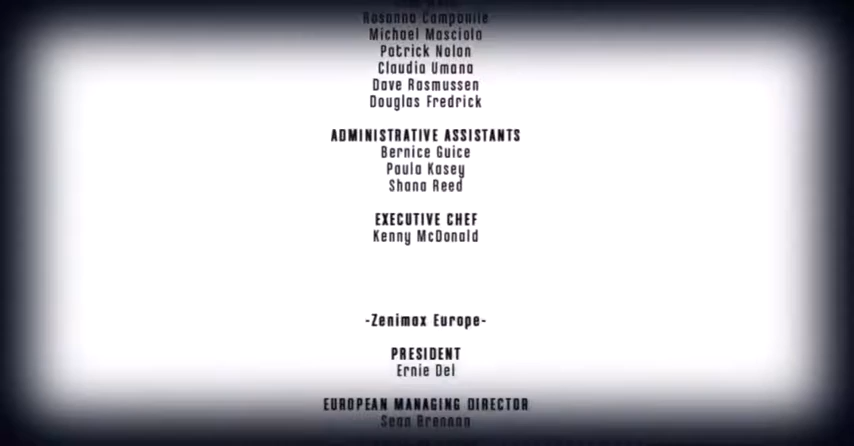 Rosanna Campanile
Michael Masciola
Patrick Nolan
Claudia Umana
Dave Rasmussen
Douglas Fredrick
ADMINISTRATIVE ASSISTANTS
Bernice Guice
Paula Kasey
Shana Reed
EXECUTIVE CHEF
Kenny McDonald
-Zenimax Europe-
PRESIDENT
Ernie Del
EUROPEAN MANAGING DIRECTOR
Sean Brennan